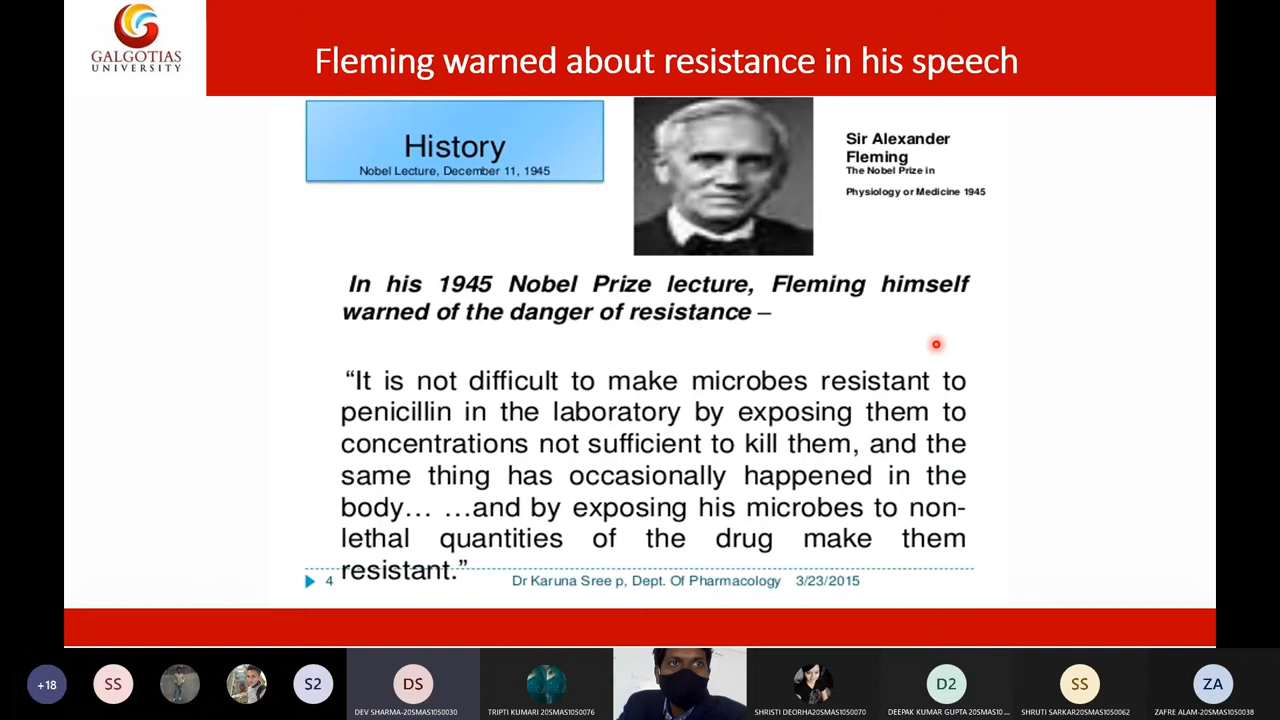 GALGOTIAS
UNIVERSITY
Fleming warned about resistance in his speech
History
Nobel Lecture, December 11, 1945
Sir Alexander
Fleming
The Nobel Prize in
Physiology or Medicine 1945
In his 1945 Nobel Prize lecture, Fleming himself
warned of the danger of resistance –
“It is not difficult to make microbes resistant to
penicillin in the laboratory by exposing them to
concentrations not sufficient to kill them, and the
same thing has occasionally happened in the
body… …and by exposing his microbes to non-
lethal quantities of the drug make them
resistant.”
4
Dr Karuna Sree p, Dept. Of Pharmacology 3/23/2015
+18
SS
S2
DS
D2
SS
ZA
DEV SHARMA-20SMAS1050030
TRIPTI KUMARI 20SMAS1050076
SHRISTI DEORHA20SMAS1050070
DEEPAK KUMAR GUPTA 20SMAS10 ...
SHRUTI SARKAR20SMAS1050062
ZAFRE ALAM-20SMAS1050038